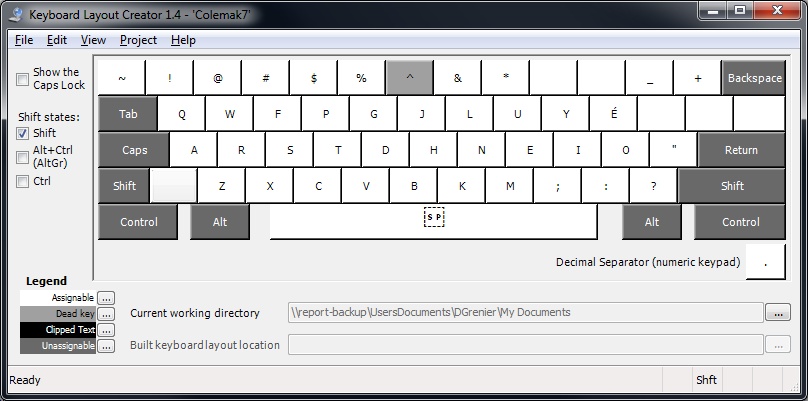 Keyboard Layout Creator 1.4 - 'Colemak7'
File Edit View Project Help
Show the Caps Lock
~ ! @ # $ % ^ & * _ + Backspace
Tab Q W F P G J L U Y É
Shift states:
Shift
Alt+Ctrl (AltGr)
Ctrl
Caps A R S T D H N E I O " Return
Shift Z X C V B K M ; : ? Shift
Control Alt SP Alt Control
Decimal Separator (numeric keypad) .
Legend
Assignable ...
Dead key ...
Clipped Text ...
Unassignable ...
Current working directory \\report-backup\UsersDocuments\DGrenier\My Documents ...
Built keyboard layout location ...
Ready Shft